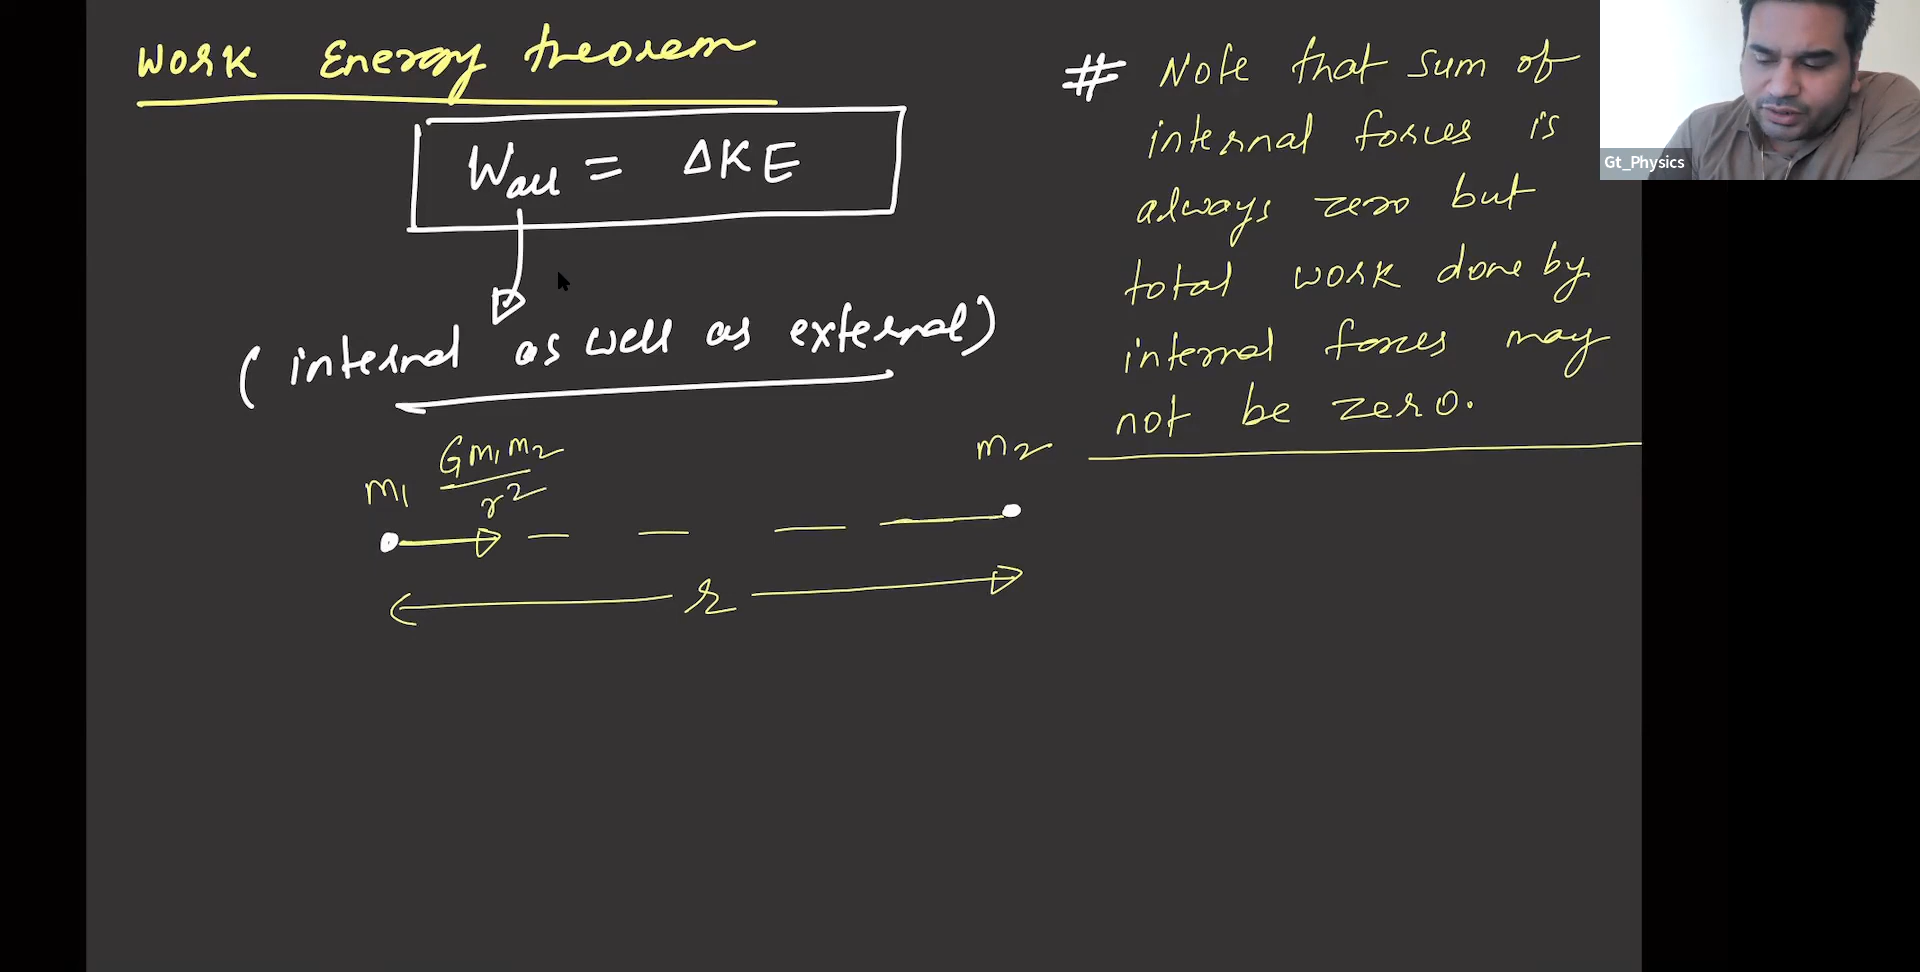 Work Energy theorem
Wall = ΔKE
(internal as well as external)
# Note that sum of
internal forces is
always zero but
total work done by
internal forces may
not be zero.
Gm₁m₂
r²
m₁
m₂
r
Gt_Physics